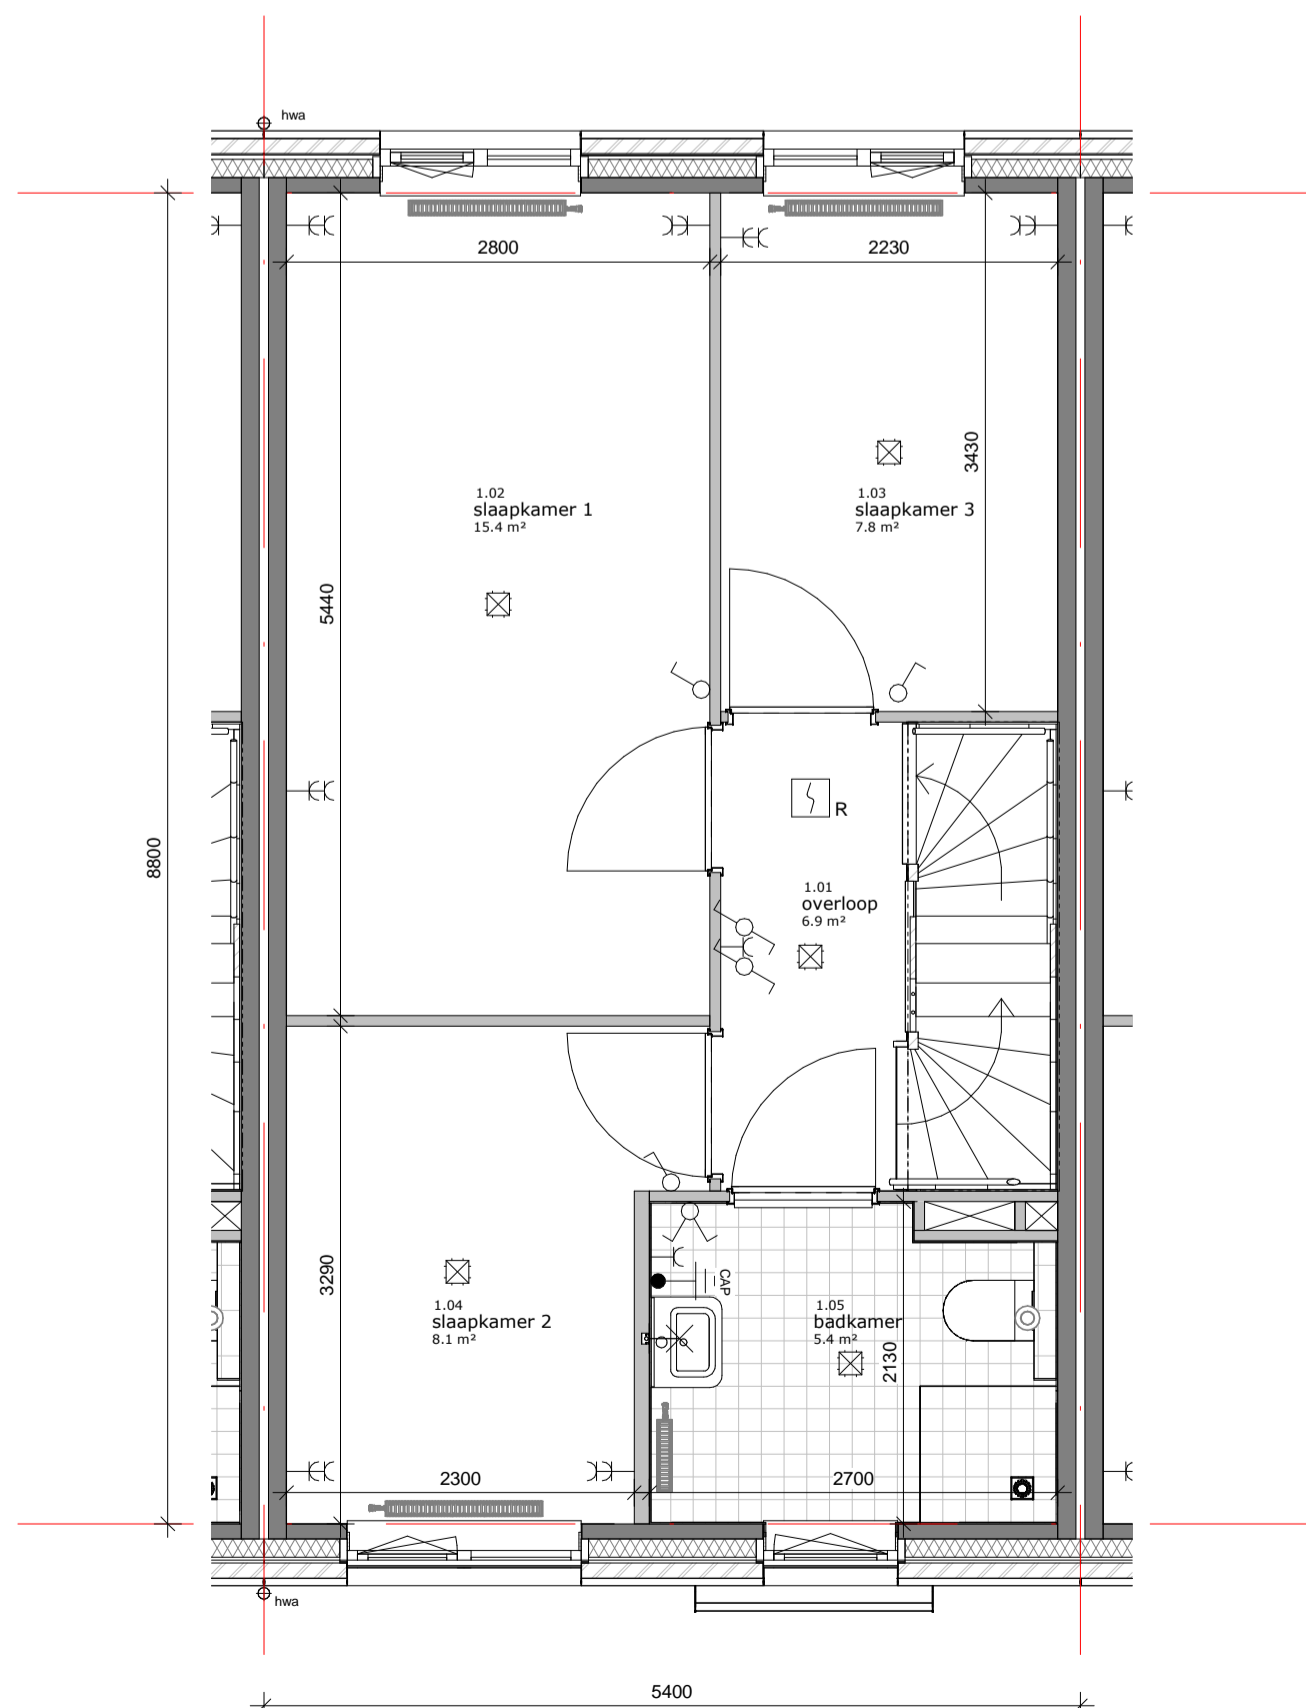 hwa
2800
2230
3430
1.02
slaapkamer 1
15.4 m²
1.03
slaapkamer 3
7.8 m²
5440
R
8800
1.01
overloop
6.9 m²
3290
CAP
1.04
slaapkamer 2
8.1 m²
1.05
badkamer
5.4 m²
2130
2300
2700
hwa
5400